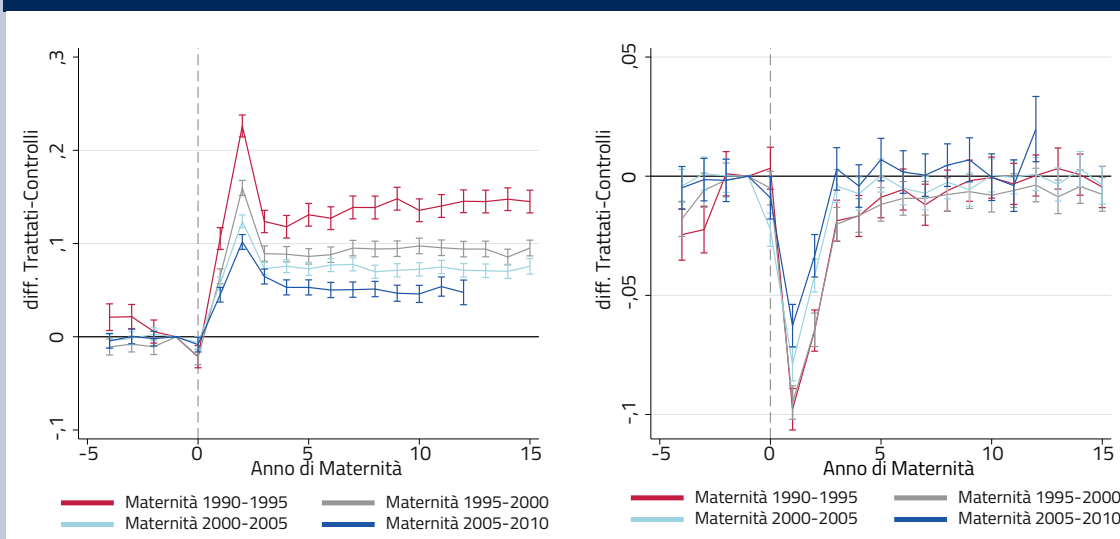 ,3
,2
,1
0
-,1
diff. Trattati-Controlli
-5
0
5
10
15
Anno di Maternità
Maternità 1990-1995
Maternità 1995-2000
Maternità 2000-2005
Maternità 2005-2010
,05
0
-,05
-,1
diff. Trattati-Controlli
-5
0
5
10
15
Anno di Maternità
Maternità 1990-1995
Maternità 1995-2000
Maternità 2000-2005
Maternità 2005-2010